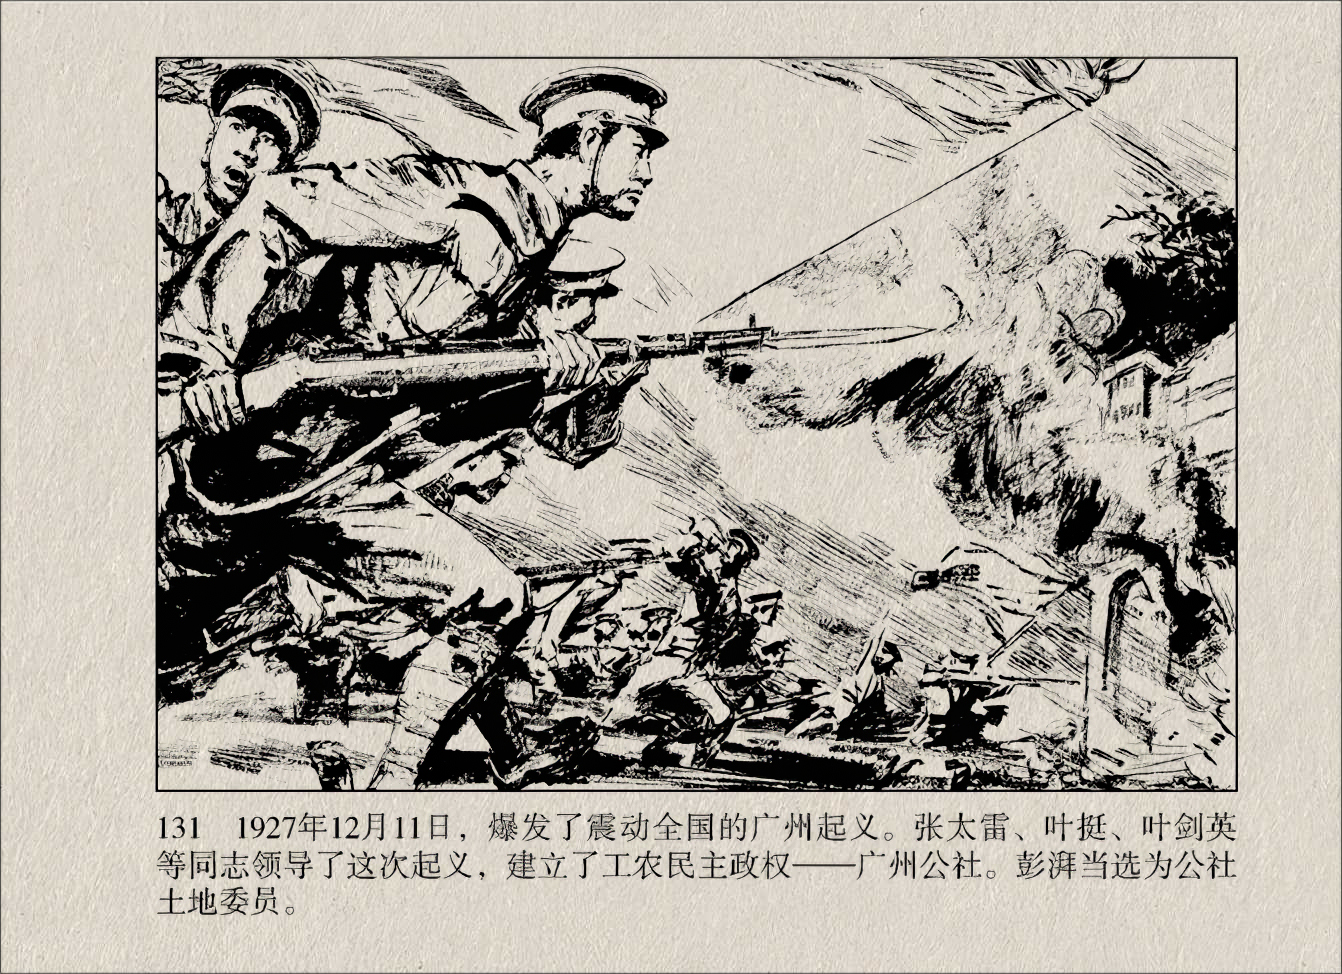 131 1927年12月11日，爆发了震动全国的广州起义。张太雷、叶挺、叶剑英
等同志领导了这次起义，建立了工农民主政权——广州公社。彭湃当选为公社
土地委员。